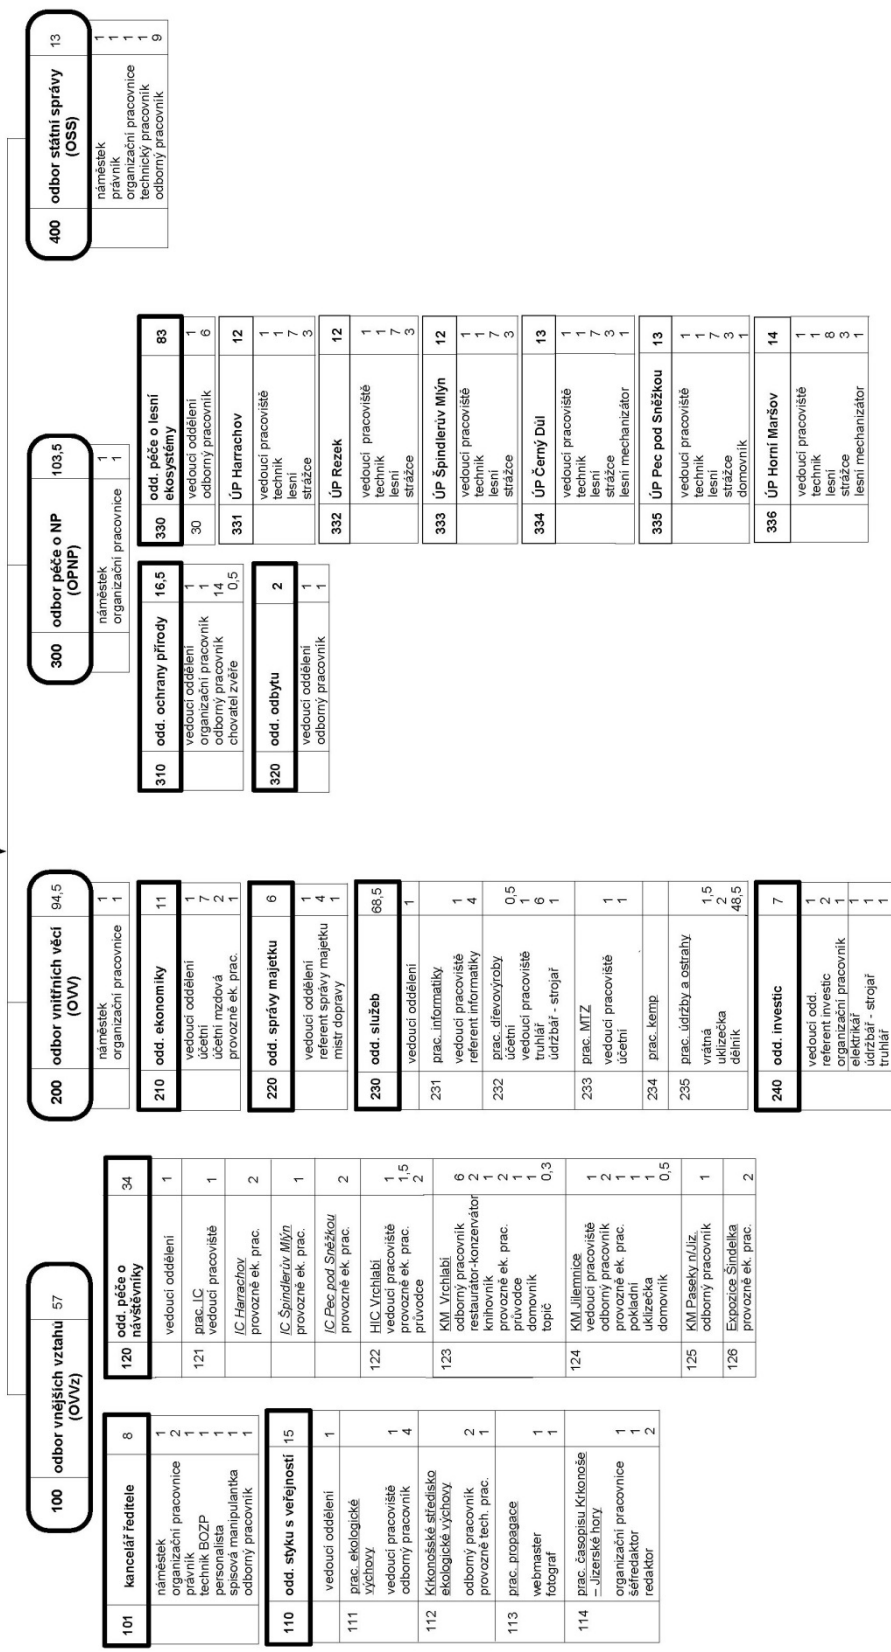 100 odbor vnějších vztahů 57
(OVVz)
101 kancelář ředitele 8
náměstek 1
organizační pracovnice 2
právník 1
technik BOZP 1
personalista 1
spisová manipulantka 1
odborný pracovník 1
110 odd. styku s veřejností 15
vedoucí oddělení 1
111 prac. ekologické
výchovy
vedoucí pracoviště 1
odborný pracovník 4
112 Krkonošské středisko
ekologické výchovy
odborný pracovník 2
provozně tech. prac. 1
113 prac. propagace
webmaster 1
fotograf 1
114 prac. časopisu Krkonoše
– Jizerské hory
organizační pracovnice 1
šéfredaktor 1
redaktor 2
120 odd. péče o 34
návštěvníky
vedoucí oddělení 1
121 prac. IC
vedoucí pracoviště 1
IC Harrachov
provozně ek. prac. 2
IC Špindlerův Mlýn
provozně ek. prac. 1
IC Pec pod Sněžkou
provozně ek. prac. 2
122 HIC Vrchlabí
vedoucí pracoviště 1
provozně ek. prac. 1,5
průvodce 2
123 KM Vrchlabí
odborný pracovník 6
restaurátor-konzervátor 2
knihovník 1
provozně ek. prac. 2
průvodce 1
domovník 1
topič 0,3
124 KM Jilemnice
vedoucí pracoviště 1
odborný pracovník 2
provozně ek. prac. 1
pokladní 1
uklízečka 1
domovník 0,5
125 KM Paseky n/Jiz.
odborný pracovník 1
126 Expozice Šindelka
provozně ek. prac. 2
200 odbor vnitřních věcí 94,5
(OVV)
náměstek 1
organizační pracovnice 1
210 odd. ekonomiky 11
vedoucí oddělení 1
účetní 7
účetní mzdová 2
provozně ek. prac. 1
220 odd. správy majetku 6
vedoucí oddělení 1
referent správy majetku 4
mistr dopravy 1
230 odd. služeb 68,5
vedoucí oddělení 1
231 prac. informatiky
vedoucí pracoviště 1
referent informatiky 4
232 prac. dřevovýroby
účetní 0,5
vedoucí pracoviště 1
truhlář 6
údržbář - strojař 1
233 prac. MTZ
vedoucí pracoviště 1
účetní 1
234 prac. kemp
235 prac. údržby a ostrahy
vrátná 1,5
uklizečka 2
dělník 48,5
240 odd. investic 7
vedoucí odd. 1
referent investic 2
organizační pracovník 1
elektrikář 1
údržbář - strojař 1
truhlář 1
300 odbor péče o NP 103,5
(OPNP)
náměstek 1
organizační pracovnice 1
310 odd. ochrany přírody 16,5
vedoucí oddělení 1
organizační pracovník 1
odborný pracovník 14
chovatel zvěře 0,5
320 odd. odbytu 2
vedoucí oddělení 1
odborný pracovník 1
330 odd. péče o lesní 83
ekosystémy
30 vedoucí oddělení 1
odborný pracovník 6
331 ÚP Harrachov 12
vedoucí pracoviště 1
technik 1
lesní 7
strážce 3
332 ÚP Rezek 12
vedoucí pracoviště 1
technik 1
lesní 7
strážce 3
333 ÚP Špindlerův Mlýn 12
vedoucí pracoviště 1
technik 1
lesní 7
strážce 3
334 ÚP Černý Důl 13
vedoucí pracoviště 1
technik 1
lesní 7
strážce 3
lesní mechanizátor 1
335 ÚP Pec pod Sněžkou 13
vedoucí pracoviště 1
technik 1
lesní 7
strážce 3
domovník 1
336 ÚP Horní Maršov 14
vedoucí pracoviště 1
technik 1
lesní 8
strážce 3
lesní mechanizátor 1
400 odbor státní správy 13
(OSS)
náměstek 1
právník 1
organizační pracovnice 1
technický pracovník 1
odborný pracovník 9